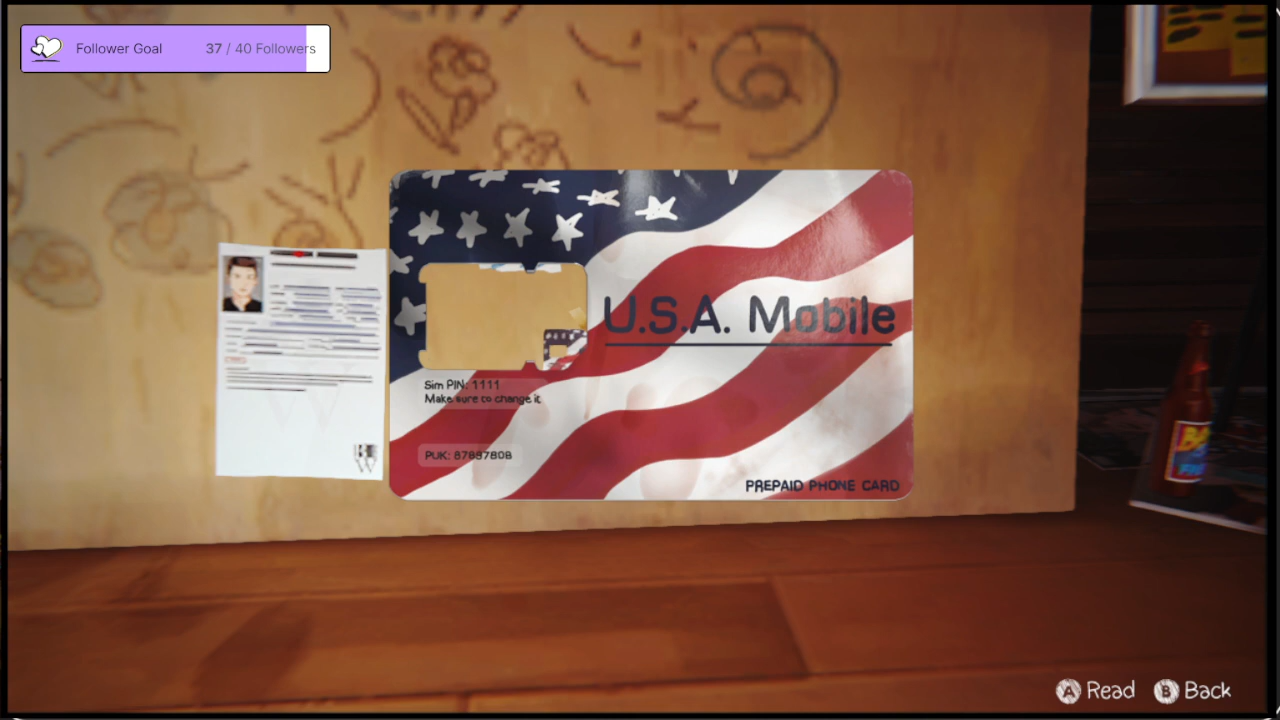 Follower Goal 37 / 40 Followers
U.S.A. Mobile
Sim PIN: 1111
Make sure to change it
PUK: 87897808
PREPAID PHONE CARD
A Read B Back